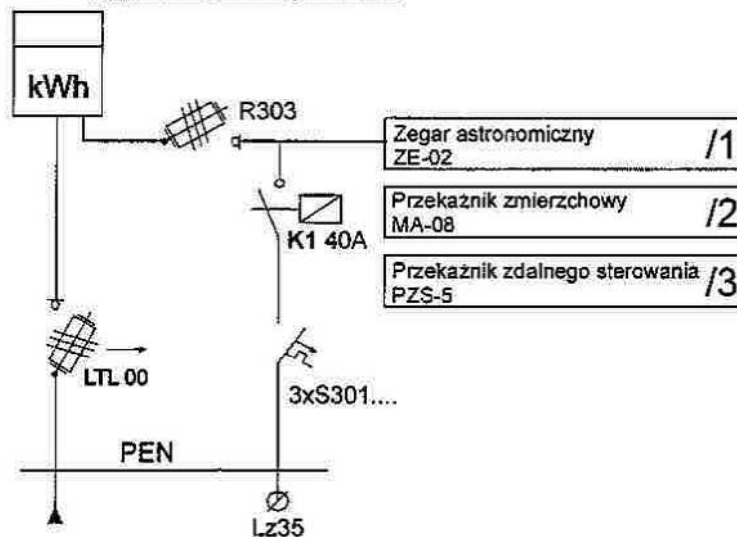 kWh
R303
Zegar astronomiczny
ZE-02
/1
K1 40A
Przekaźnik zmierzchowy
MA-08
/2
Przekaźnik zdalnego sterowania
PZS-5
/3
LTL 00
3xS301....
PEN
Lz35